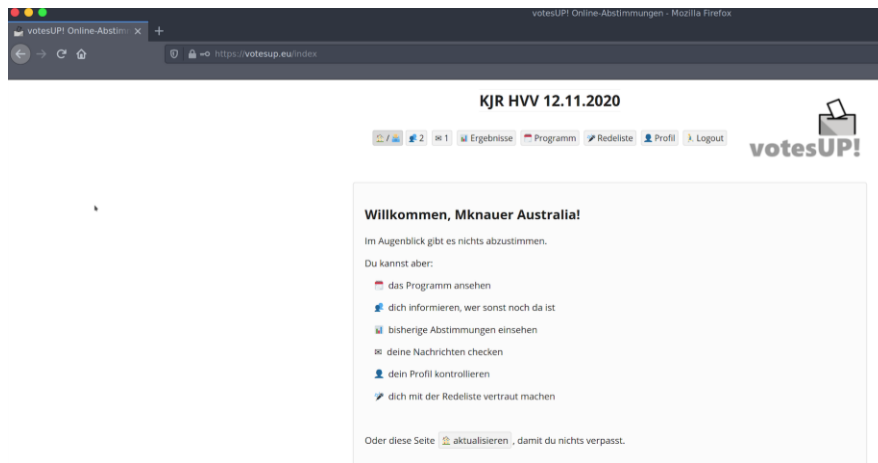 votesUP! Online-Abstimmungen - Mozilla Firefox
votesUP! Online-Abstim
https://votesup.eu/index
KJR HVV 12.11.2020
/ 2 1 Ergebnisse Programm Redeliste Profil Logout
votesUP!
Willkommen, Mknauer Australia!
Im Augenblick gibt es nichts abzustimmen.
Du kannst aber:
das Programm ansehen
dich informieren, wer sonst noch da ist
bisherige Abstimmungen einsehen
deine Nachrichten checken
dein Profil kontrollieren
dich mit der Redeliste vertraut machen
Oder diese Seite aktualisieren , damit du nichts verpasst.